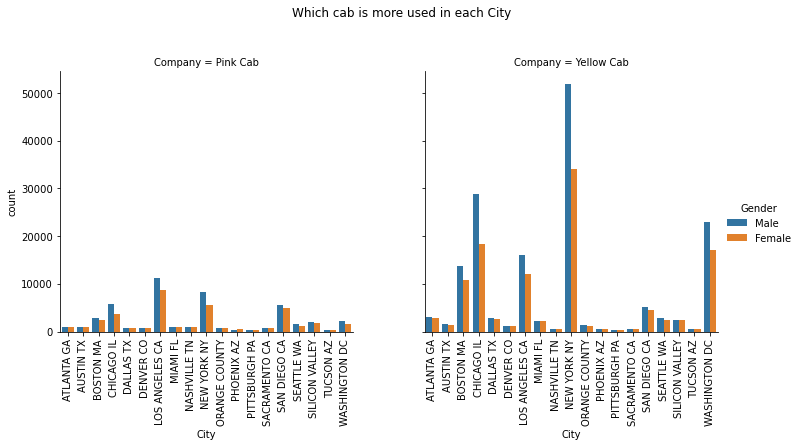 Which cab is more used in each City
Company = Pink Cab
Company = Yellow Cab
count
50000
40000
30000
20000
10000
0
ATLANTA GA
AUSTIN TX
BOSTON MA
CHICAGO IL
DALLAS TX
DENVER CO
LOS ANGELES CA
MIAMI FL
NASHVILLE TN
NEW YORK NY
ORANGE COUNTY
PHOENIX AZ
PITTSBURGH PA
SACRAMENTO CA
SAN DIEGO CA
SEATTLE WA
SILICON VALLEY
TUCSON AZ
WASHINGTON DC
City
ATLANTA GA
AUSTIN TX
BOSTON MA
CHICAGO IL
DALLAS TX
DENVER CO
LOS ANGELES CA
MIAMI FL
NASHVILLE TN
NEW YORK NY
ORANGE COUNTY
PHOENIX AZ
PITTSBURGH PA
SACRAMENTO CA
SAN DIEGO CA
SEATTLE WA
SILICON VALLEY
TUCSON AZ
WASHINGTON DC
City
Gender
Male
Female